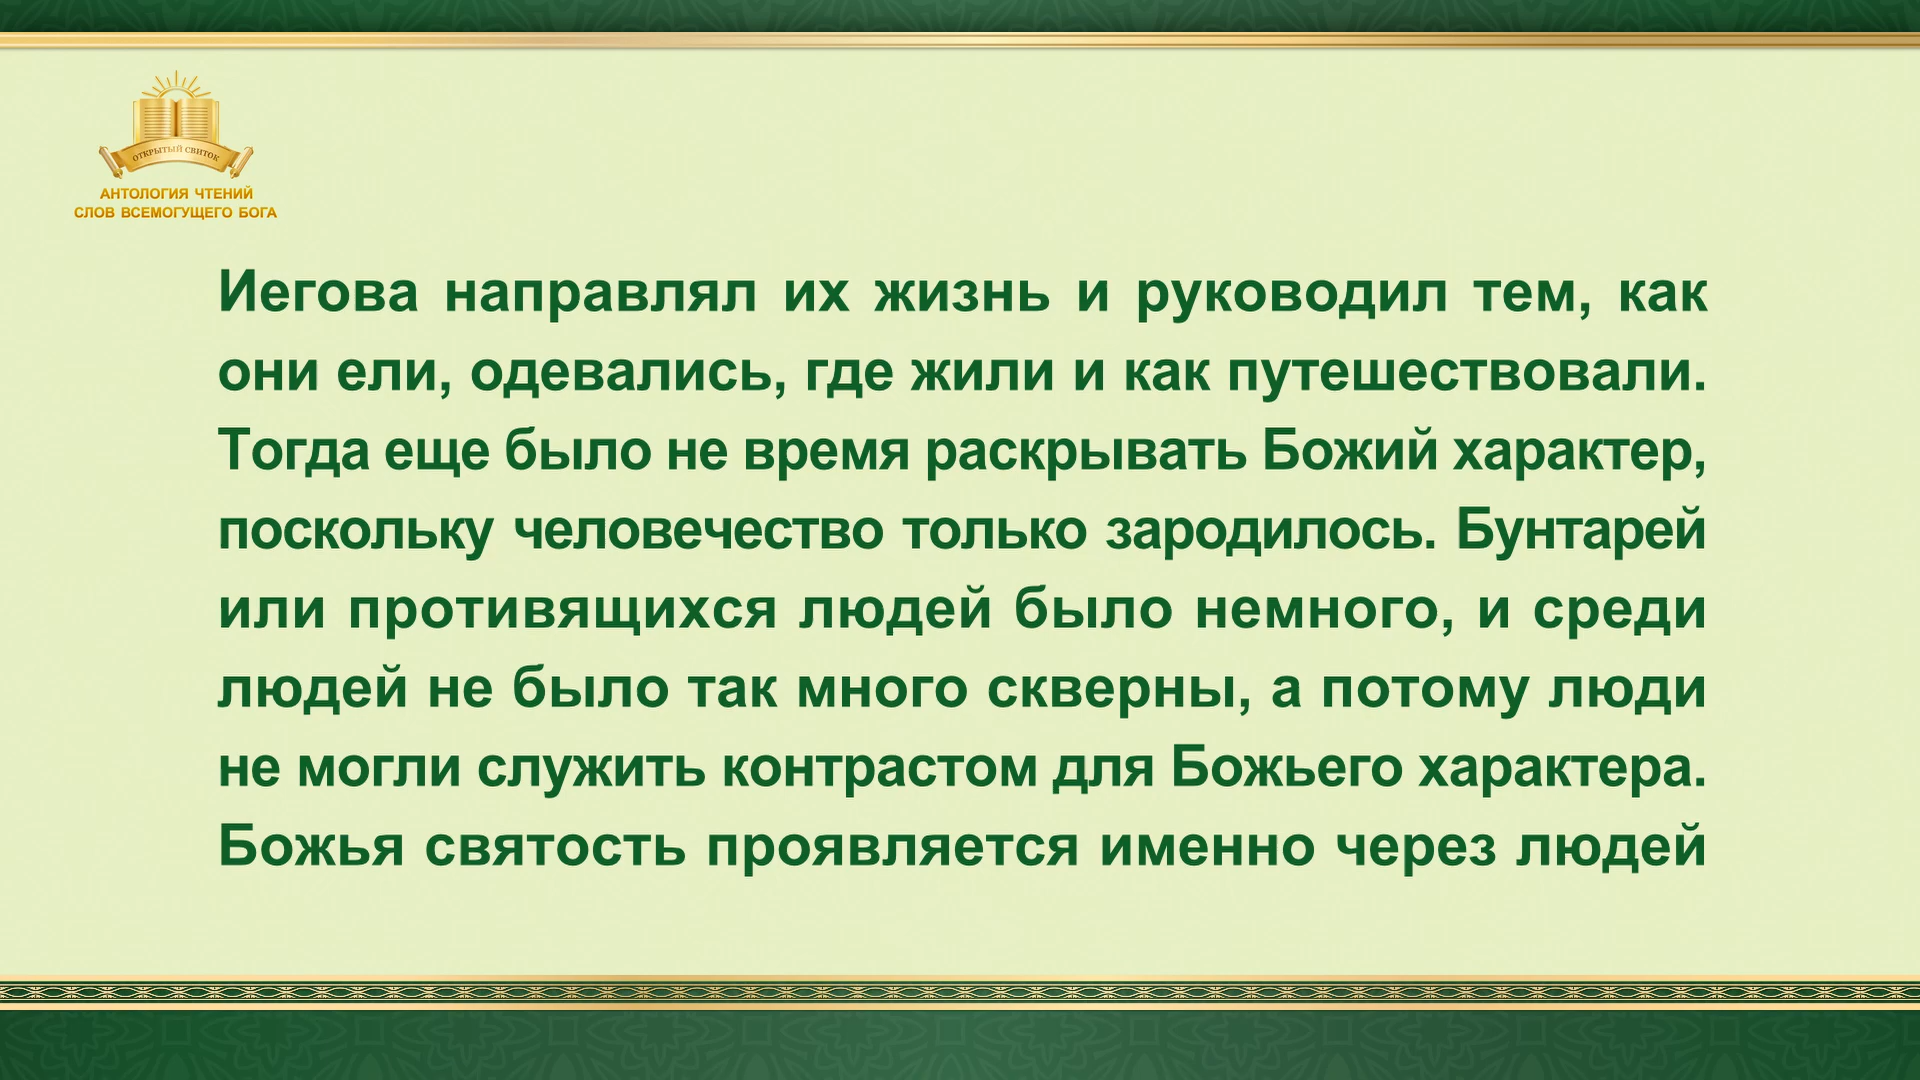 ОТКРЫТЫЙ СВИТОК
АНТОЛОГИЯ ЧТЕНИЙ
СЛОВ ВСЕМОГУЩЕГО БОГА
Иегова направлял их жизнь и руководил тем, как
они ели, одевались, где жили и как путешествовали.
Тогда еще было не время раскрывать Божий характер,
поскольку человечество только зародилось. Бунтарей
или противящихся людей было немного, и среди
людей не было так много скверны, а потому люди
не могли служить контрастом для Божьего характера.
Божья святость проявляется именно через людей